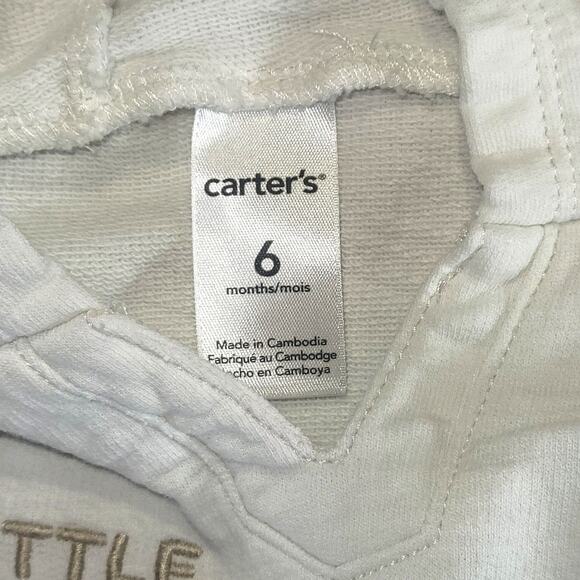 carter's®
6
months/mois
Made in Cambodia
Fabriqué au Cambodge
en Camboya
TTLE